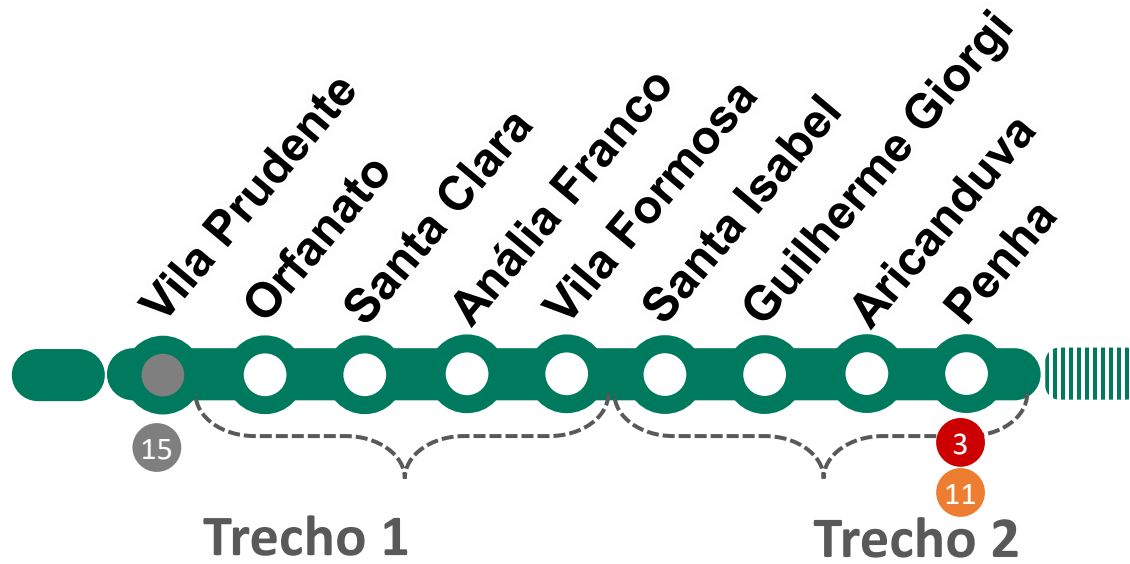 Vila Prudente
Orfanato
Santa Clara
Anália Franco
Vila Formosa
Santa Isabel
Guilherme Giorgi
Aricanduva
Penha
15
3
11
Trecho 1
Trecho 2